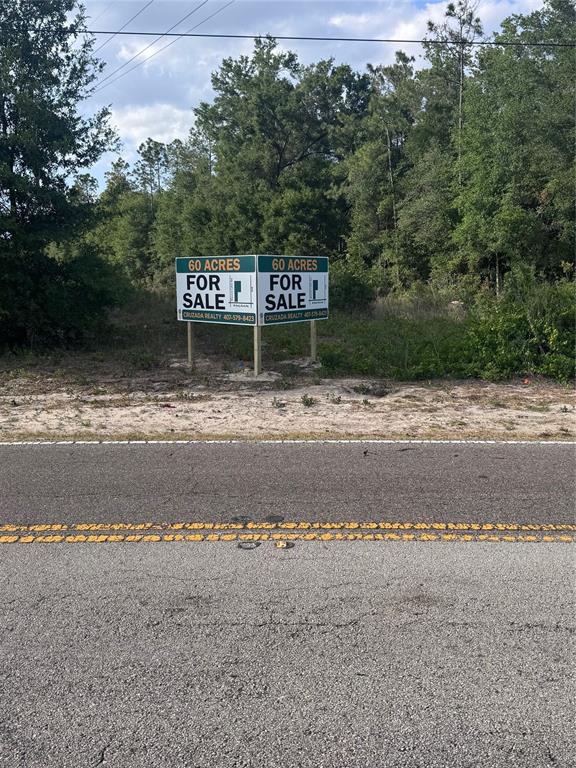 60 ACRES
FOR
SALE
CRUZADA REALTY 407-579-8423
60 ACRES
FOR
SALE
CRUZADA REALTY 407-579-8423